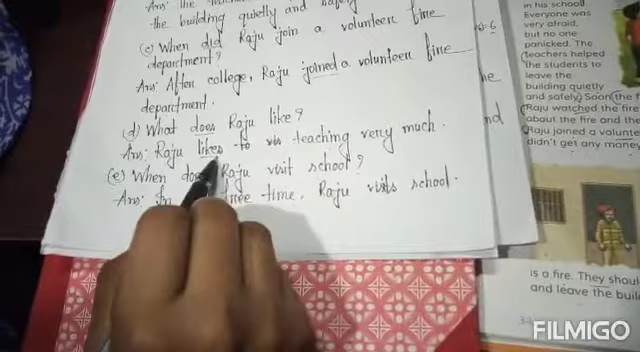 the building quietly and
(c) When did Raju join a volunteer fire
department?
Ans: After college, Raju joined a volunteer fire
department.
(d) What does Raju like?
Ans: Raju likes to teaching very much.
(e) When does Raju visit school?
Ans: free time, Raju school.
he
nd
in his school.
Everyone was
very afraid,
but no one
panicked. The
teachers helped
the students to
leave the
building quietly
and safely) Soon (the f
Raju watched the fire
about the fire and the
Raju joined a volunte
didn't get any money
is a fire. They shoul
and leave the buil
FILMIGO